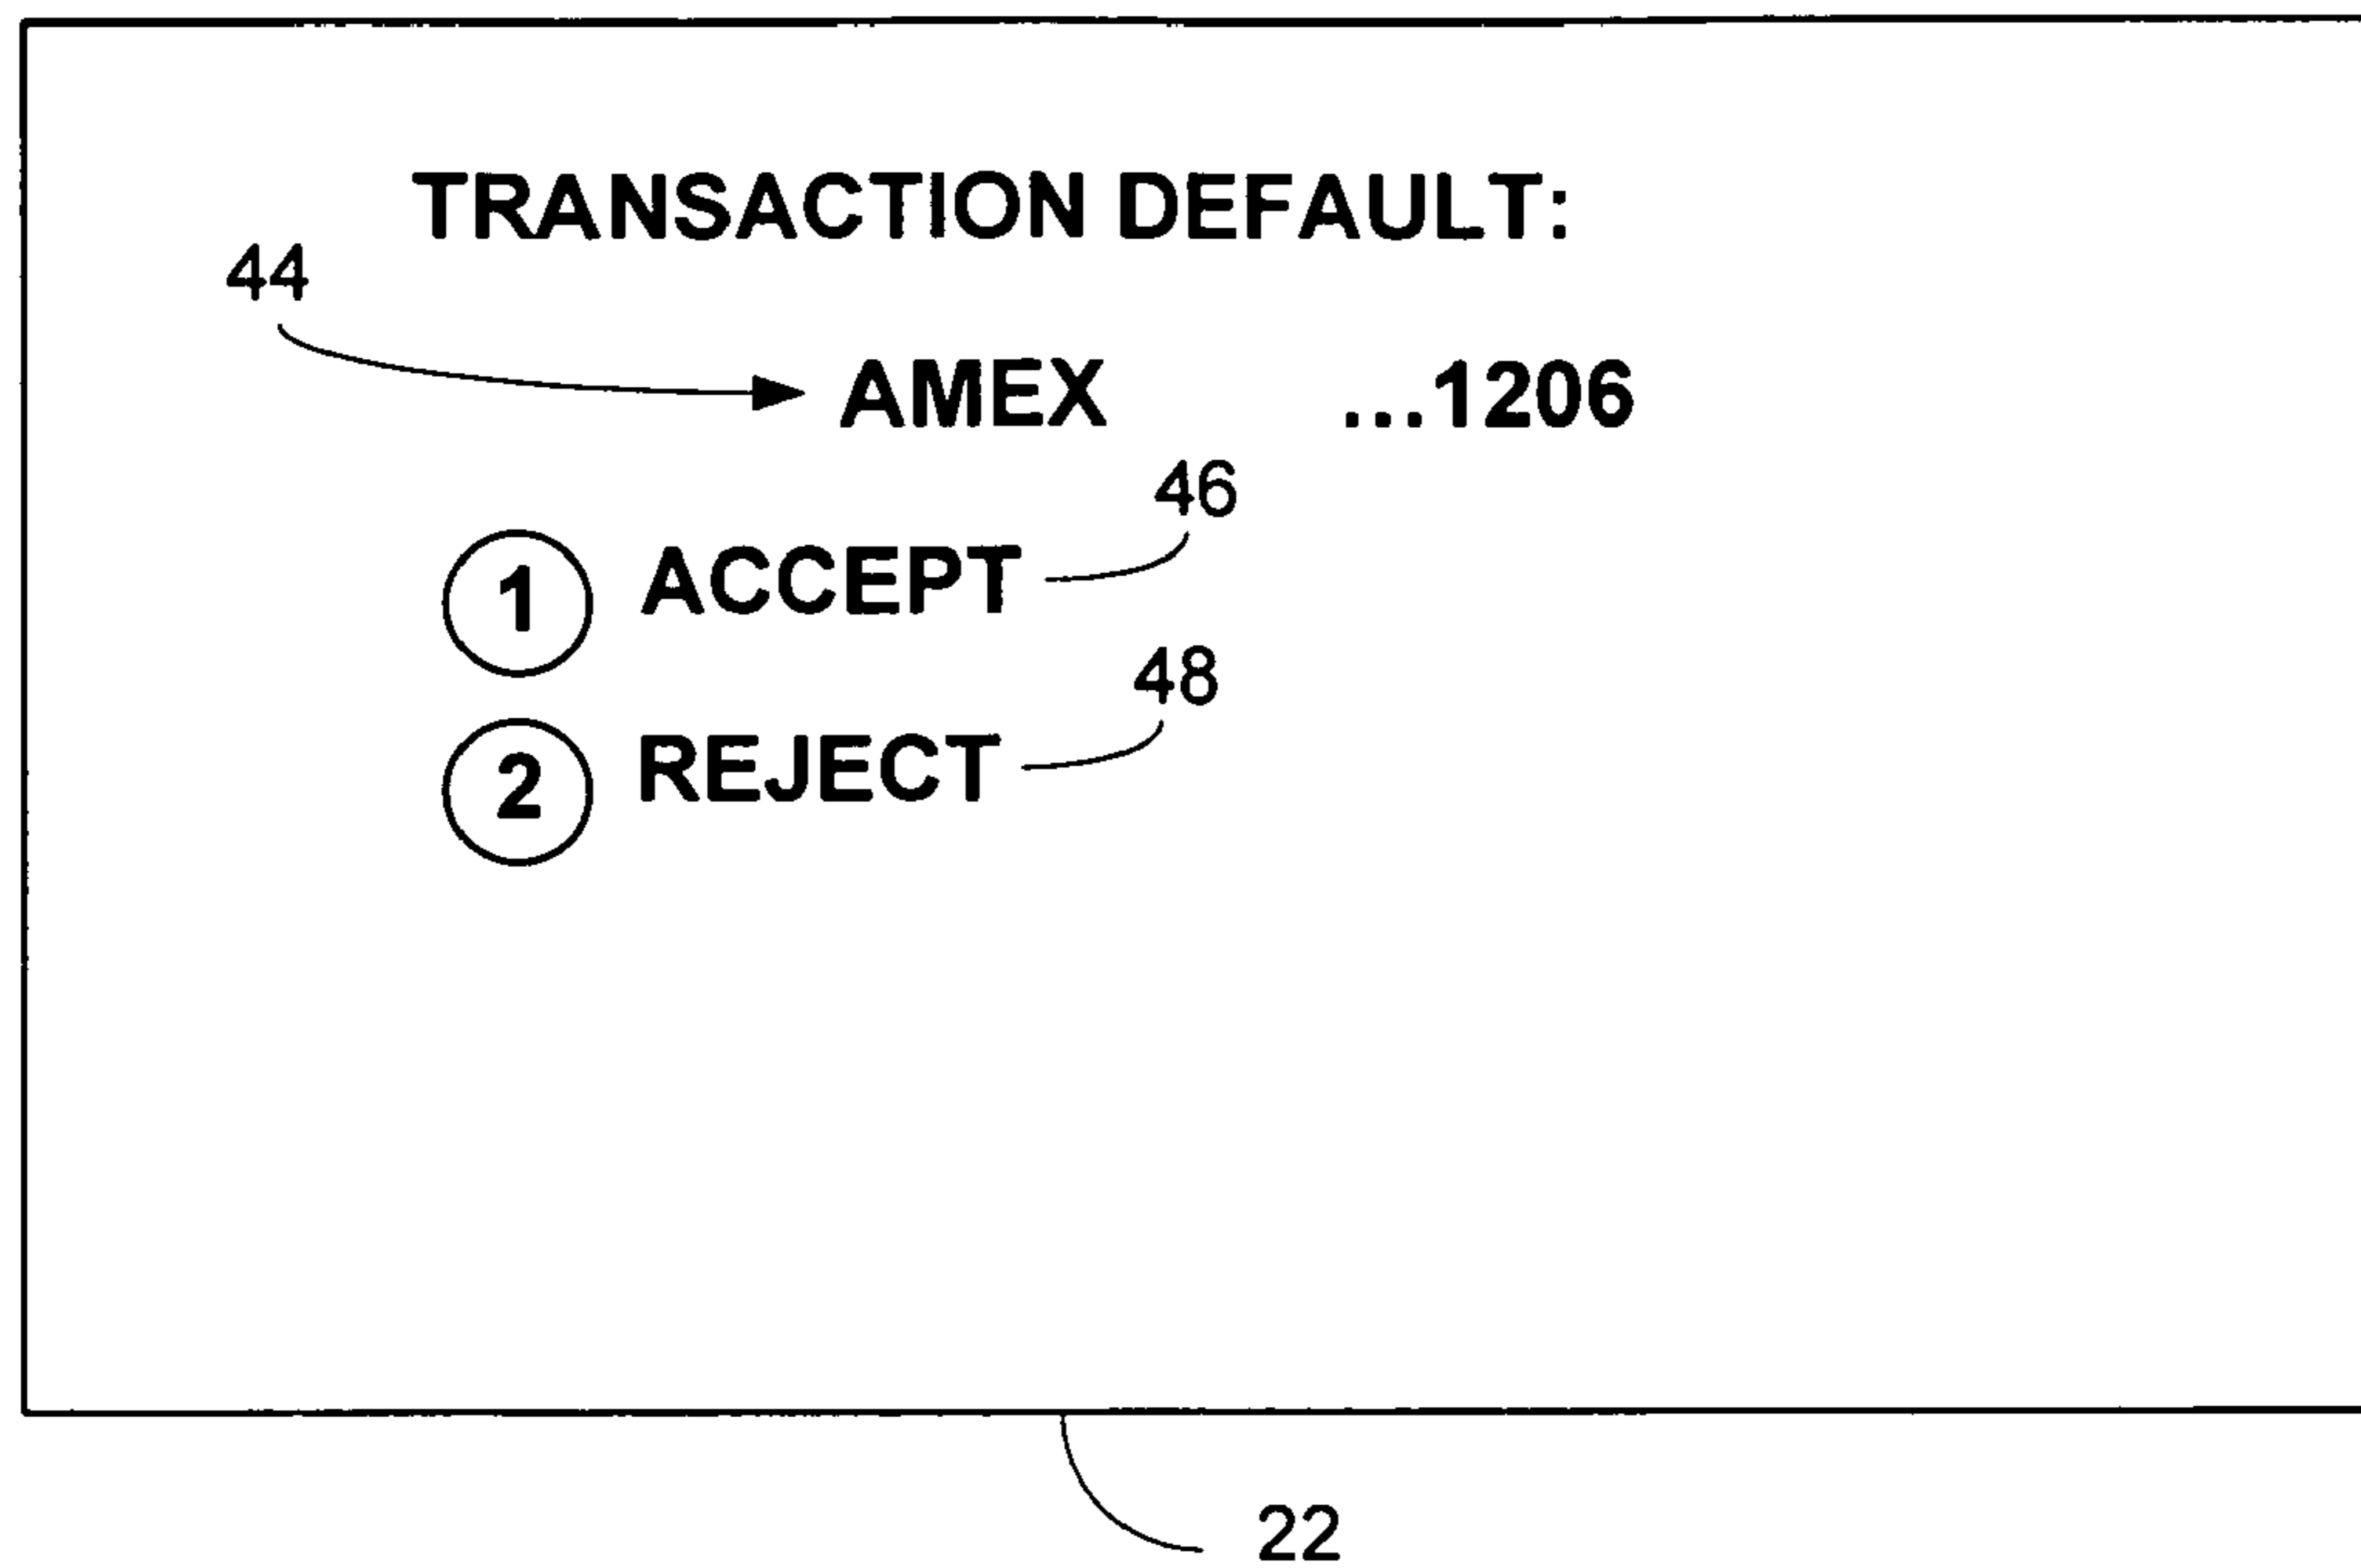 TRANSACTION DEFAULT:
44
AMEX ...1206
46
1 ACCEPT
48
2 REJECT
22